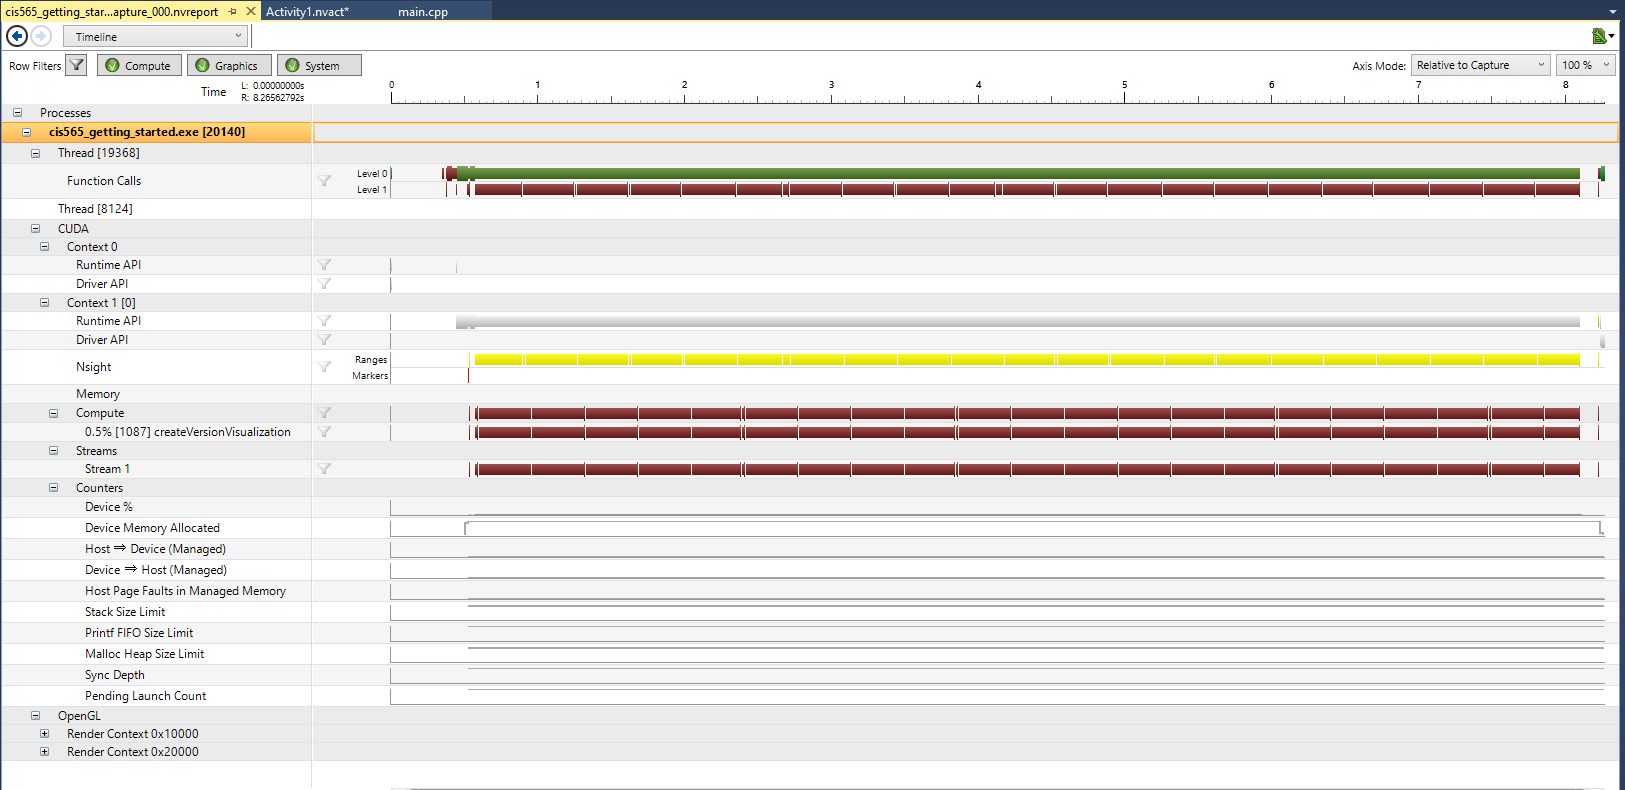 cis565_getting_star...apture_000.nvreport Activity1.nvact* main.cpp
Timeline
Row Filters Compute Graphics System Axis Mode: Relative to Capture 100 %
Time L: 0.00000000s 0 1 2 3 4 5 6 7 8
R: 8.26562792s
Processes
cis565_getting_started.exe [20140]
Thread [19368]
Function Calls Level 0
Level 1
Thread [8124]
CUDA
Context 0
Runtime API
Driver API
Context 1 [0]
Runtime API
Driver API
Nsight Ranges
Markers
Memory
Compute
0.5% [1087] createVersionVisualization
Streams
Stream 1
Counters
Device %
Device Memory Allocated
Host ⇒ Device (Managed)
Device ⇒ Host (Managed)
Host Page Faults in Managed Memory
Stack Size Limit
Printf FIFO Size Limit
Malloc Heap Size Limit
Sync Depth
Pending Launch Count
OpenGL
Render Context 0x10000
Render Context 0x20000